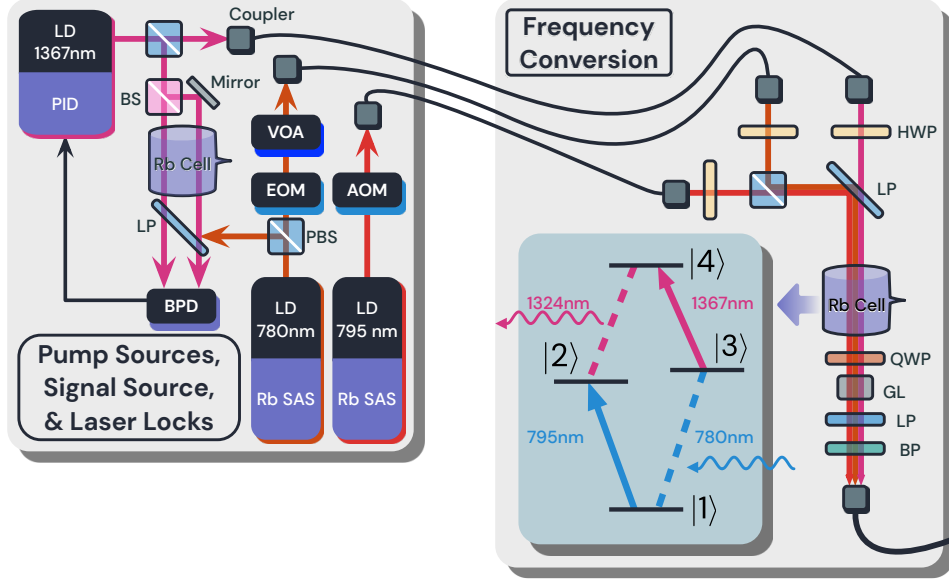 LD
1367nm
PID
Coupler
BS
Mirror
Rb Cell
VOA
EOM
AOM
LP
PBS
BPD
LD
780nm
Rb SAS
LD
795 nm
Rb SAS
Pump Sources,
Signal Source,
& Laser Locks
Frequency
Conversion
HWP
LP
Rb Cell
QWP
GL
LP
BP
|4⟩
1324nm
1367nm
|2⟩
|3⟩
795nm
780nm
|1⟩